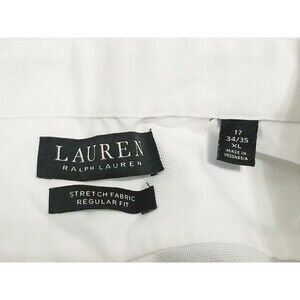 LAUREN
RALPH LAUREN
STRETCH FABRIC
REGULAR FIT
17
34/35
XL
MADE IN
INDONESIA